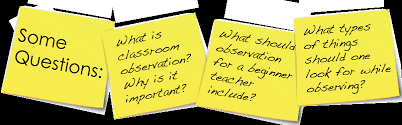 Some
Questions:
What is
classroom
observation?
Why is it
important?
What should
observation
for a beginner
teacher
include?
What types
of things
should one
look for while
observing?